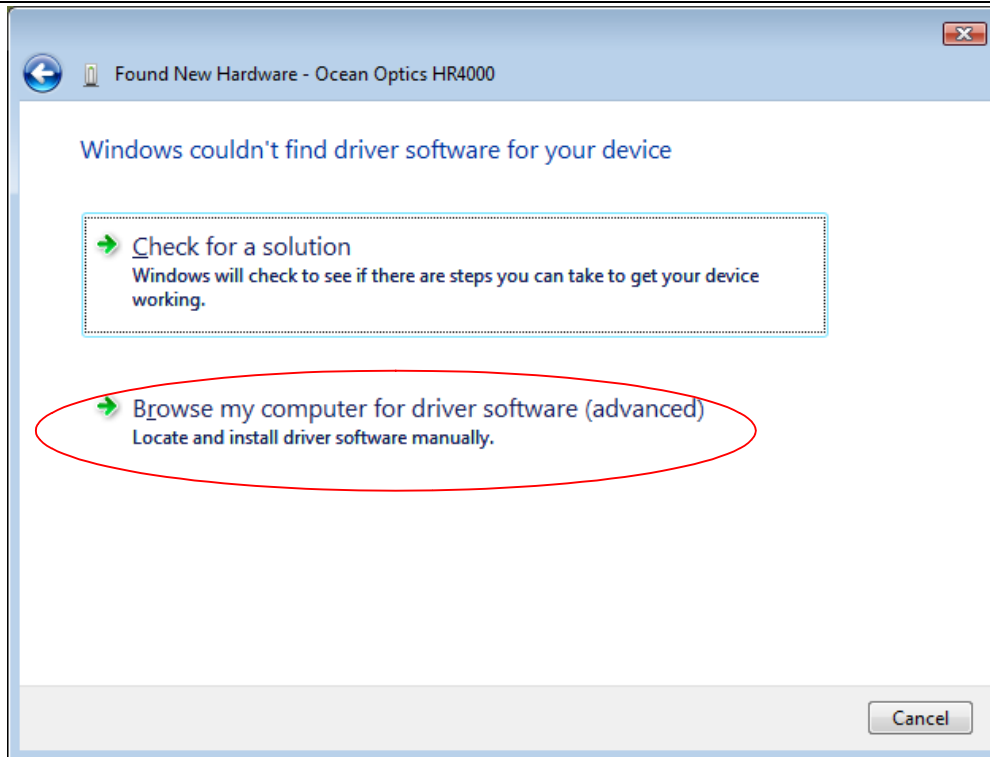 Found New Hardware - Ocean Optics HR4000
Windows couldn't find driver software for your device
Check for a solution
Windows will check to see if there are steps you can take to get your device
working.
Browse my computer for driver software (advanced)
Locate and install driver software manually.
Cancel